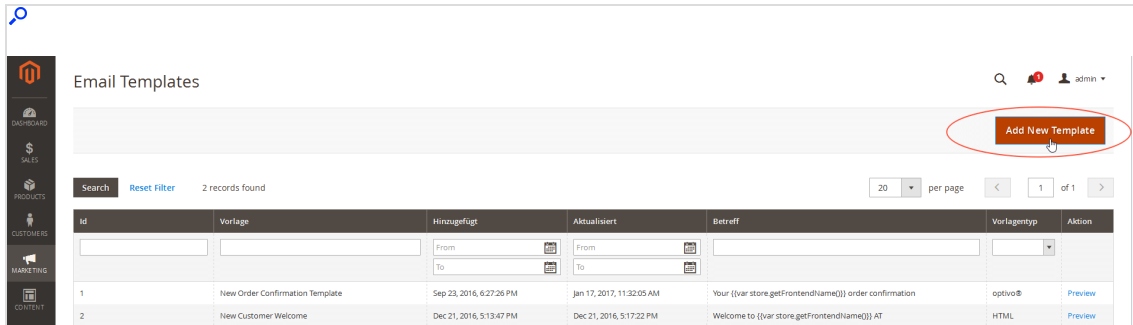 Email Templates
1
admin
DASHBOARD
Add New Template
SALES
PRODUCTS
Search Reset Filter 2 records found 20 per page 1 of 1
CUSTOMERS
Id Vorlage Hinzugefügt Aktualisiert Betreff Vorlagentyp Aktion
From From
To To
MARKETING
1 New Order Confirmation Template Sep 23, 2016, 6:27:26 PM Jan 17, 2017, 11:32:05 AM Your {{var store.getFrontendName()}} order confirmation optivo® Preview
CONTENT
2 New Customer Welcome Dec 21, 2016, 5:13:47 PM Dec 21, 2016, 5:17:22 PM Welcome to {{var store.getFrontendName()}} AT HTML Preview